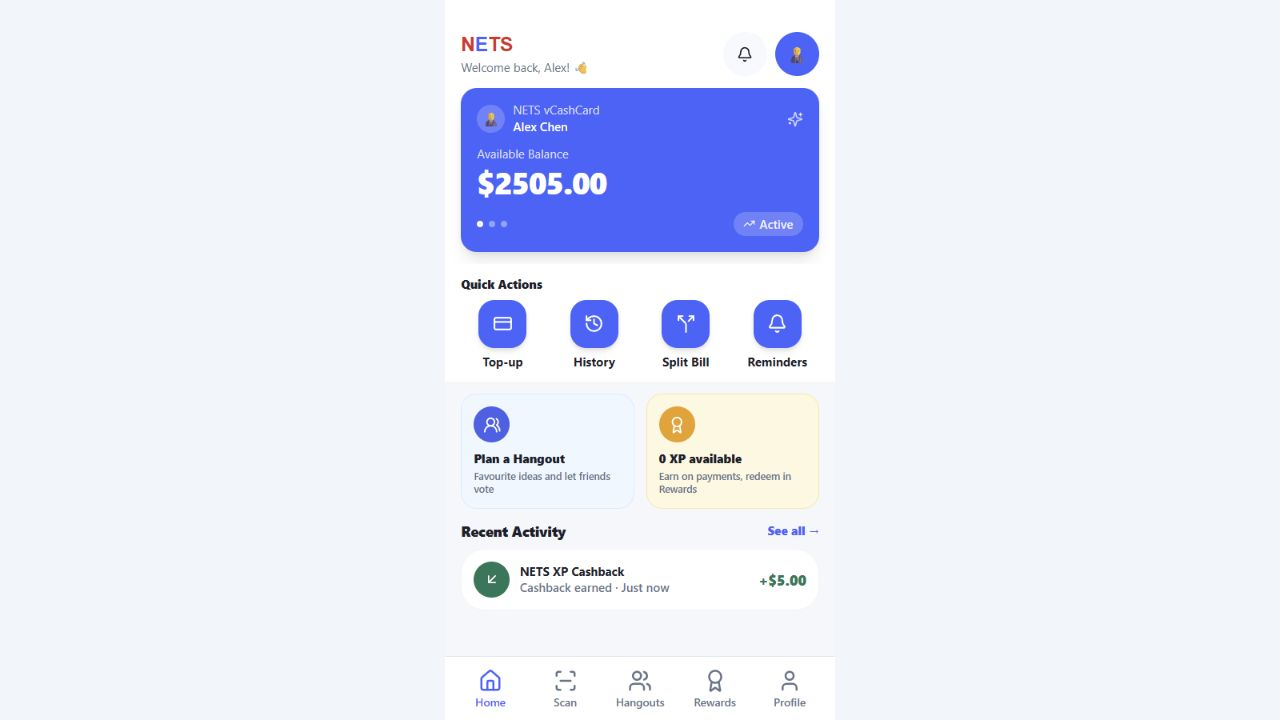 NETS
Welcome back, Alex! 👋
NETS vCashCard
Alex Chen
Available Balance
$2505.00
Active
Quick Actions
Top-up
History
Split Bill
Reminders
Plan a Hangout
Favourite ideas and let friends
vote
0 XP available
Earn on payments, redeem in
Rewards
Recent Activity
See all →
NETS XP Cashback
Cashback earned · Just now
+$5.00
Home
Scan
Hangouts
Rewards
Profile